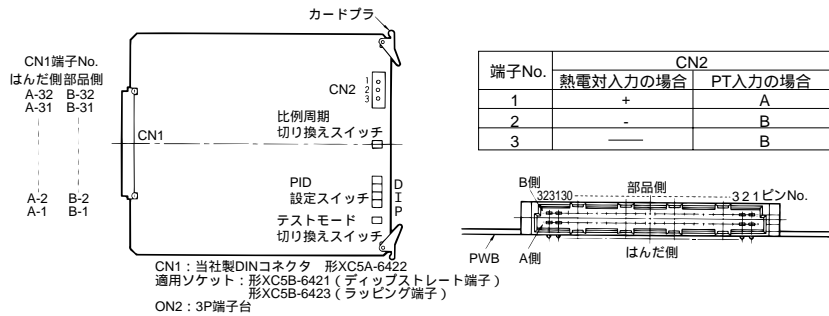 カードプラ
CN1端子No.
はんだ側 部品側
A-32 B-32
A-31 B-31
A-2 B-2
A-1 B-1
CN1
1
2
3
CN2
比例周期
切り換えスイッチ
PID
設定スイッチ
DIP
テストモード
切り換えスイッチ
CN1：当社製DINコネクタ 形XC5A-6422
適用ソケット：形XC5B-6421（ディップストレート端子）
形XC5B-6423（ラッピング端子）
ON2：3P端子台
端子No. CN2
熱電対入力の場合 PT入力の場合
1 + A
2 - B
3 ―― B
B側 部品側
323130 3 2 1 ピンNo.
PWB A側 はんだ側